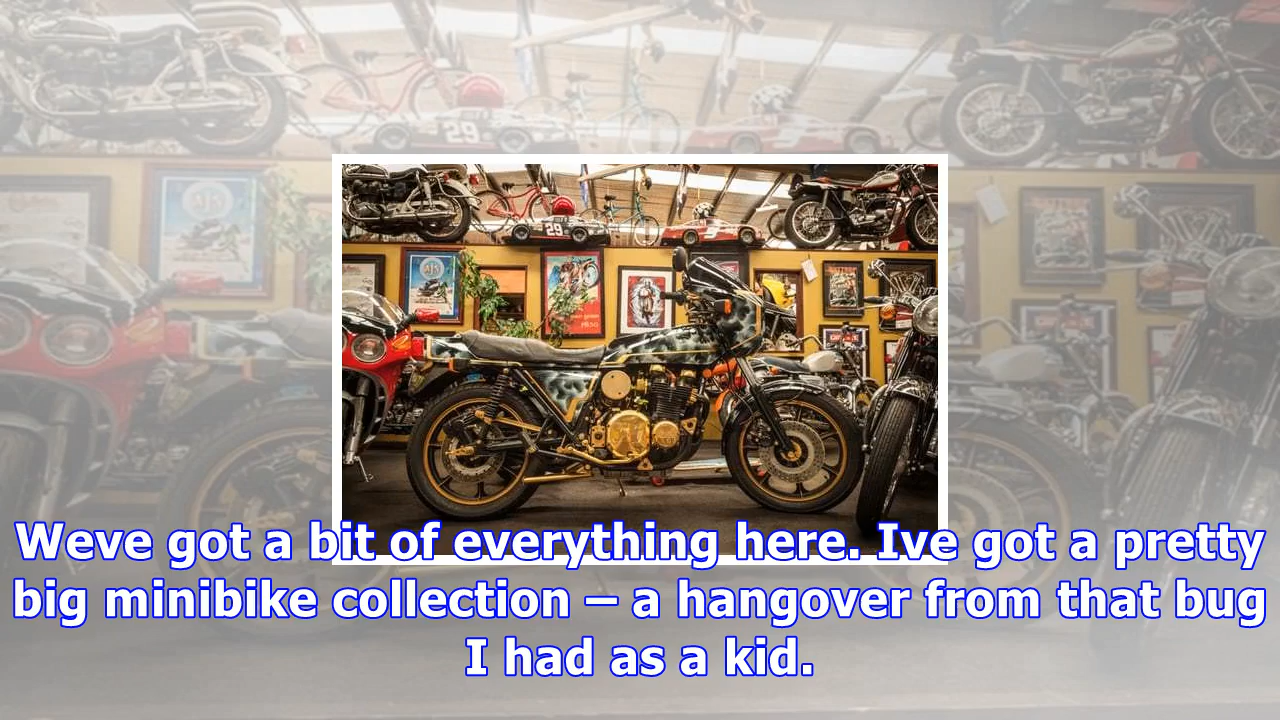 29
Weve got a bit of everything here. Ive got a pretty
big minibike collection – a hangover from that bug
I had as a kid.